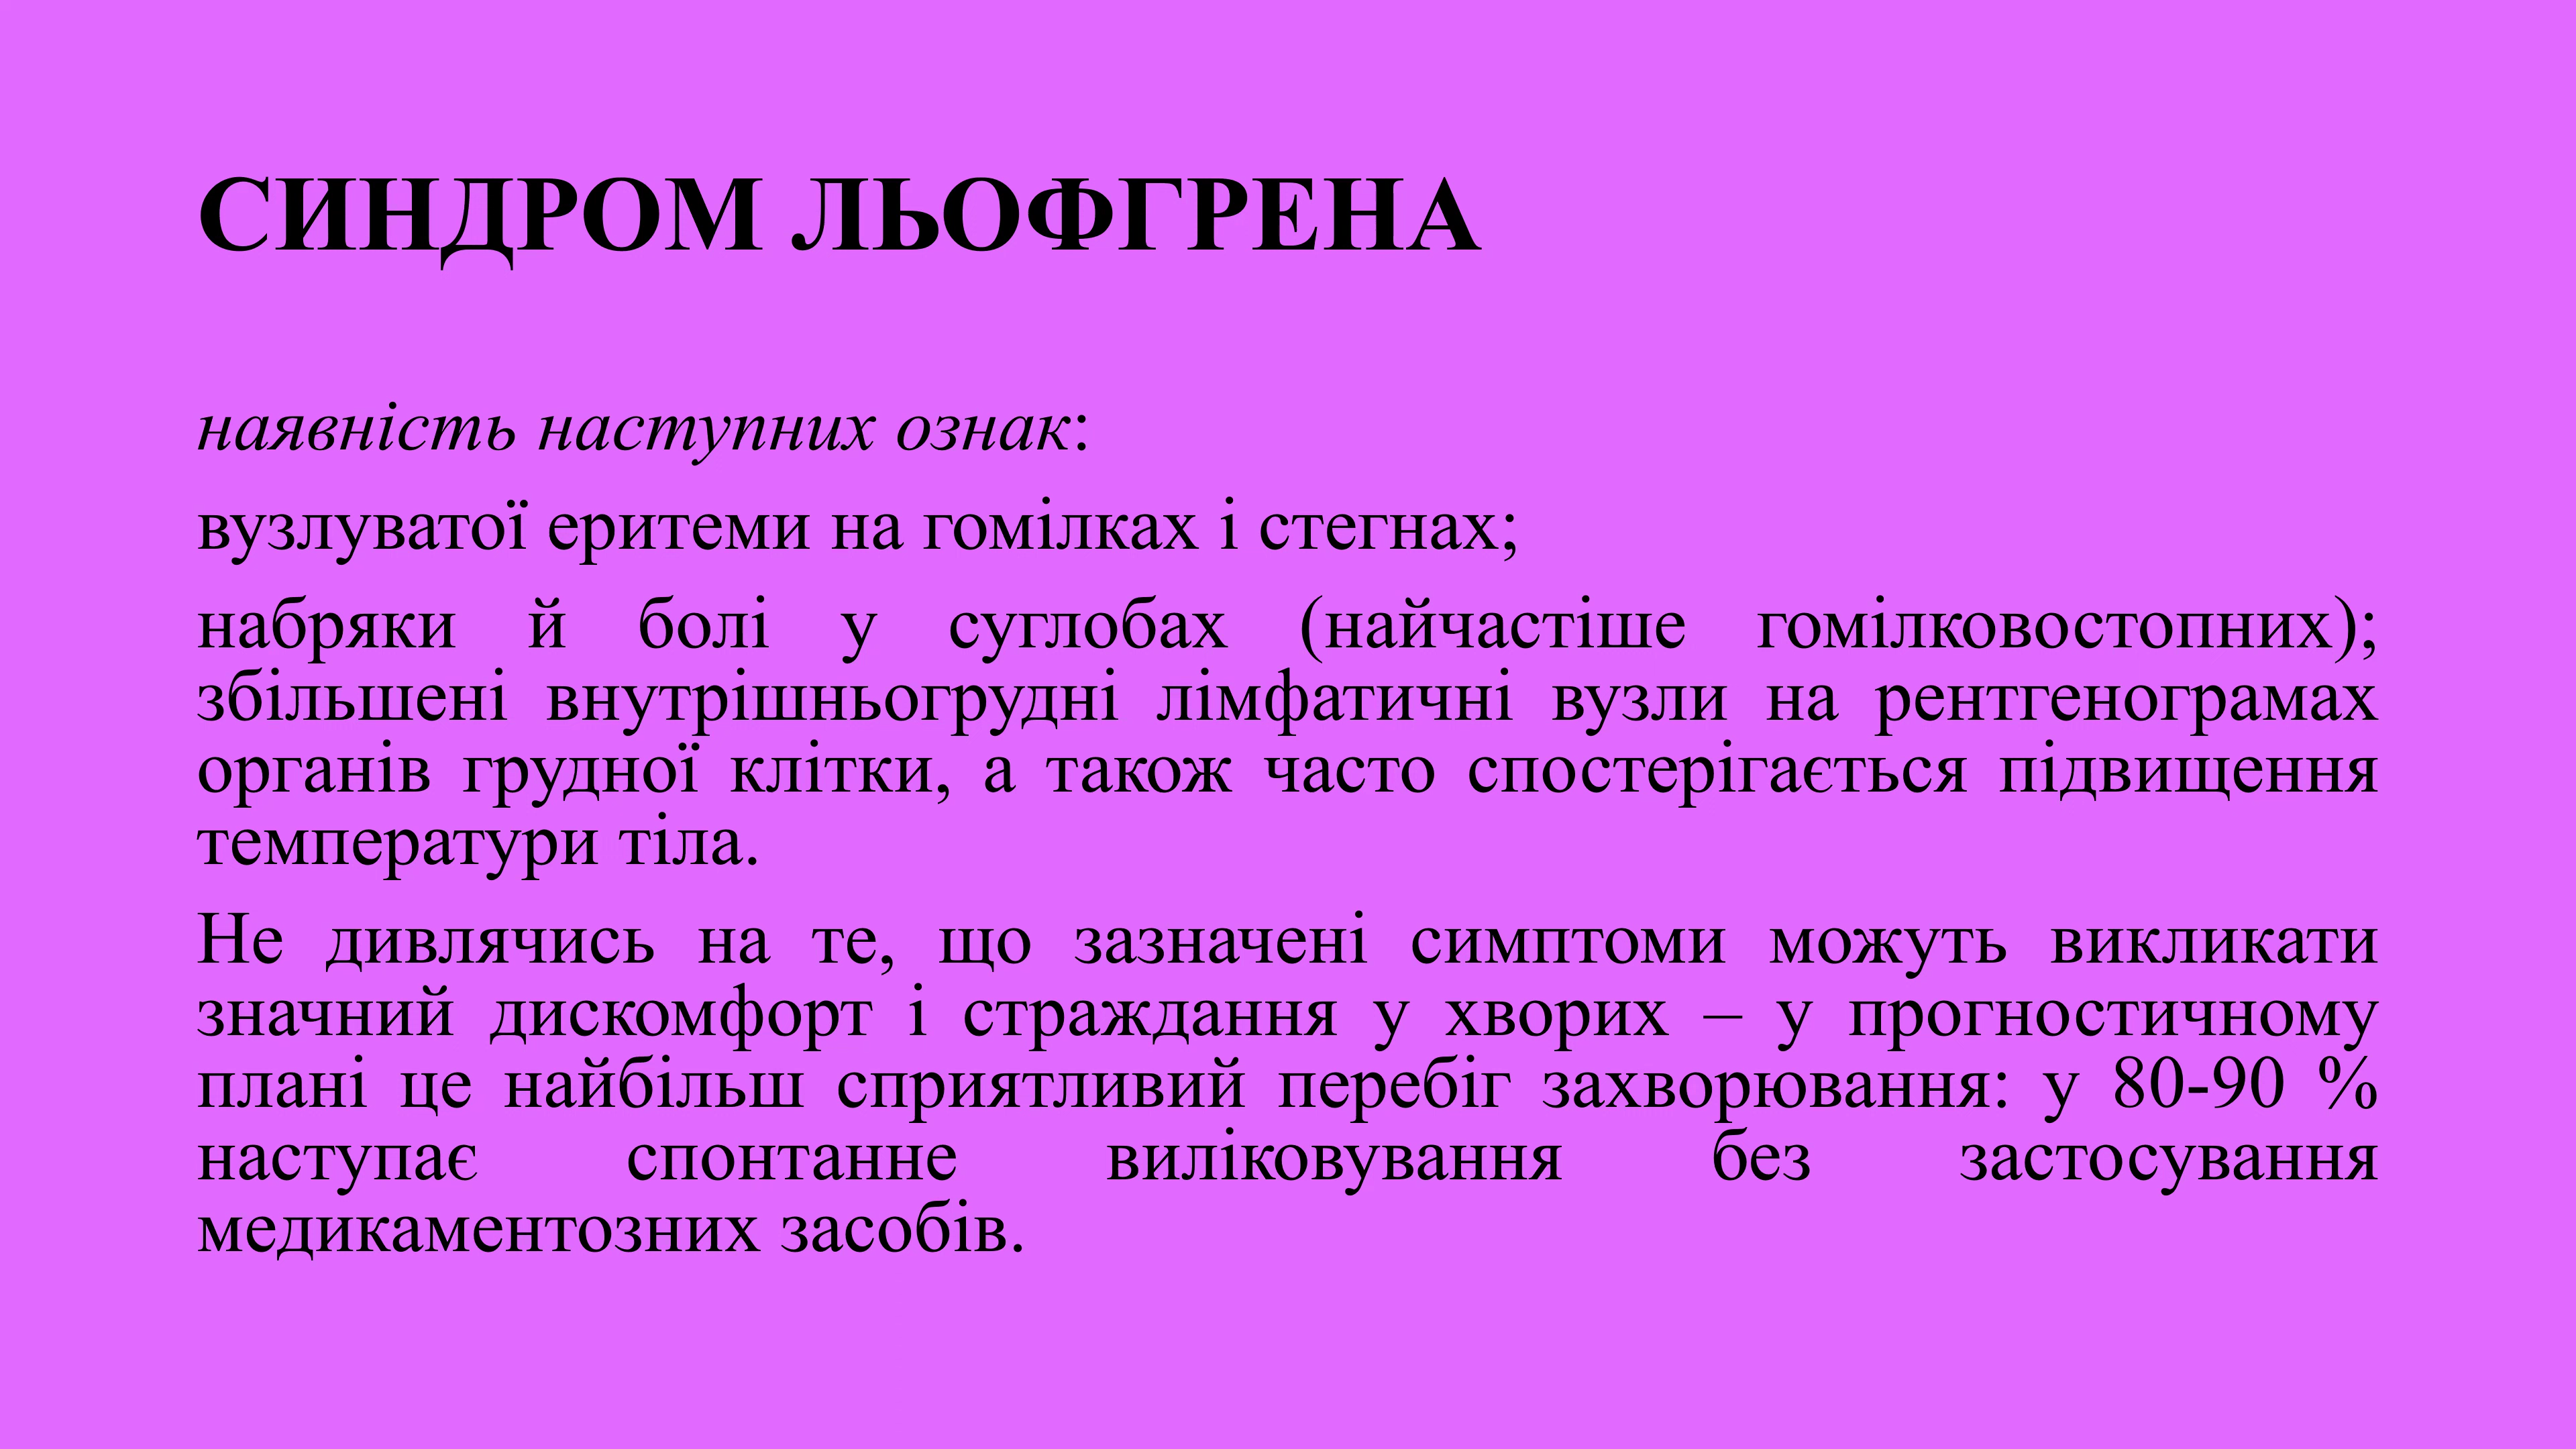 СИНДРОМ ЛЬОФГРЕНА
наявність наступних ознак:
вузлуватої еритеми на гомілках і стегнах;
набряки й болі у суглобах (найчастіше гомілковостопних);
збільшені внутрішньогрудні лімфатичні вузли на рентгенограмах
органів грудної клітки, а також часто спостерігається підвищення
температури тіла.
Не дивлячись на те, що зазначені симптоми можуть викликати
значний дискомфорт і страждання у хворих – у прогностичному
плані це найбільш сприятливий перебіг захворювання: у 80-90 %
наступає спонтанне виліковування без застосування
медикаментозних засобів.